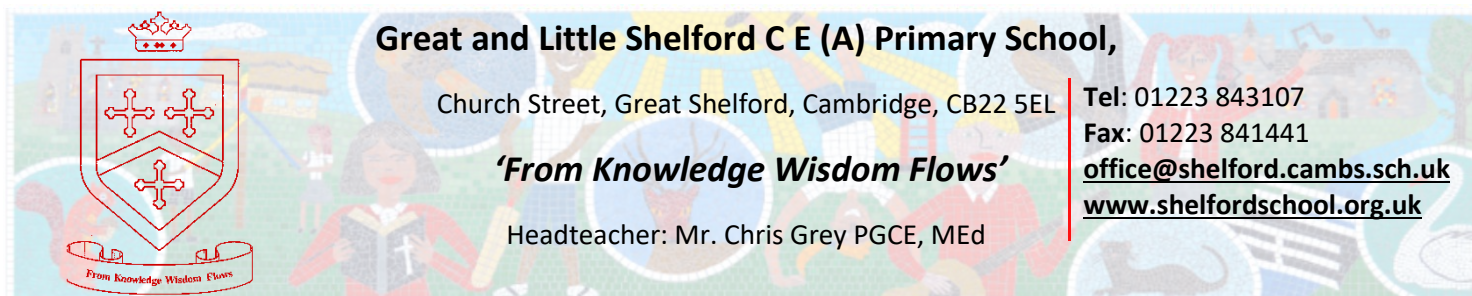 Great and Little Shelford C E (A) Primary School,
Church Street, Great Shelford, Cambridge, CB22 5EL
‘From Knowledge Wisdom Flows’
Headteacher: Mr. Chris Grey PGCE, MEd
Tel: 01223 843107
Fax: 01223 841441
office@shelford.cambs.sch.uk
www.shelfordschool.org.uk
From Knowledge Wisdom Flows